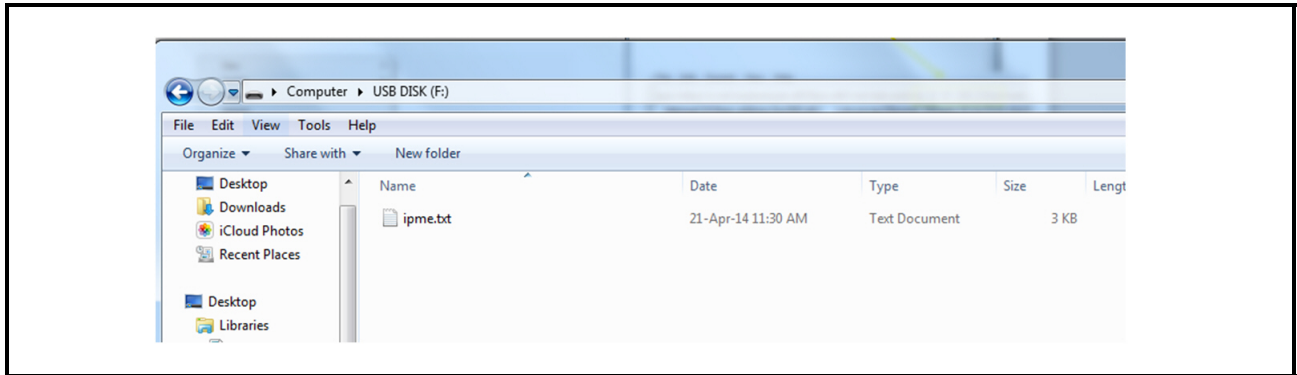 Computer ▸ USB DISK (F:)
File Edit View Tools Help
Organize ▾ Share with ▾ New folder
Desktop
Name Date Type Size Lengt
Downloads
ipme.txt 21-Apr-14 11:30 AM Text Document 3 KB
iCloud Photos
Recent Places
Desktop
Libraries